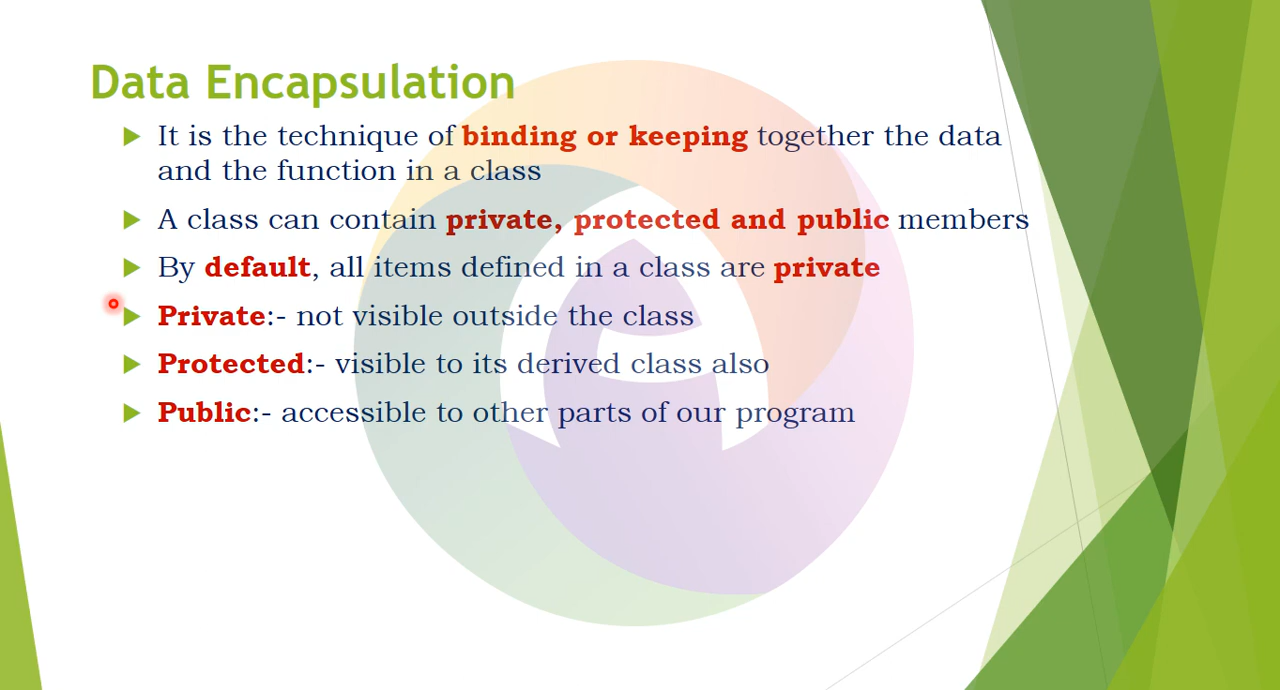 Data Encapsulation
It is the technique of binding or keeping together the data
and the function in a class
A class can contain private, protected and public members
By default, all items defined in a class are private
Private:- not visible outside the class
Protected:- visible to its derived class also
Public:- accessible to other parts of our program